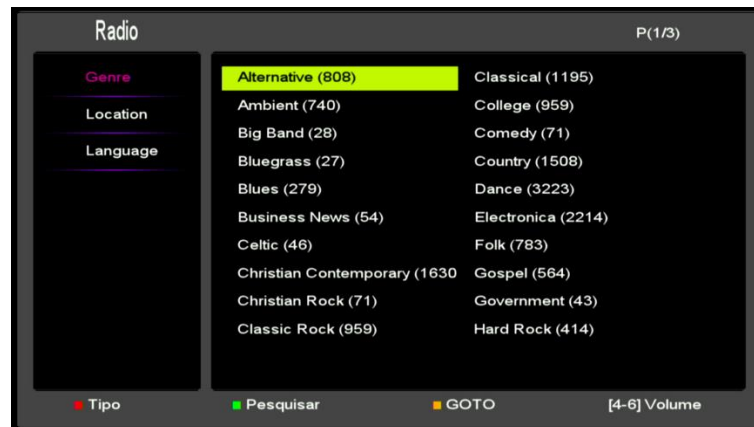 Radio
P(1/3)
Genre
Location
Language
Alternative (808)
Ambient (740)
Big Band (28)
Bluegrass (27)
Blues (279)
Business News (54)
Celtic (46)
Christian Contemporary (1630
Christian Rock (71)
Classic Rock (959)
Classical (1195)
College (959)
Comedy (71)
Country (1508)
Dance (3223)
Electronica (2214)
Folk (783)
Gospel (564)
Government (43)
Hard Rock (414)
Tipo
Pesquisar
GOTO
[4-6] Volume